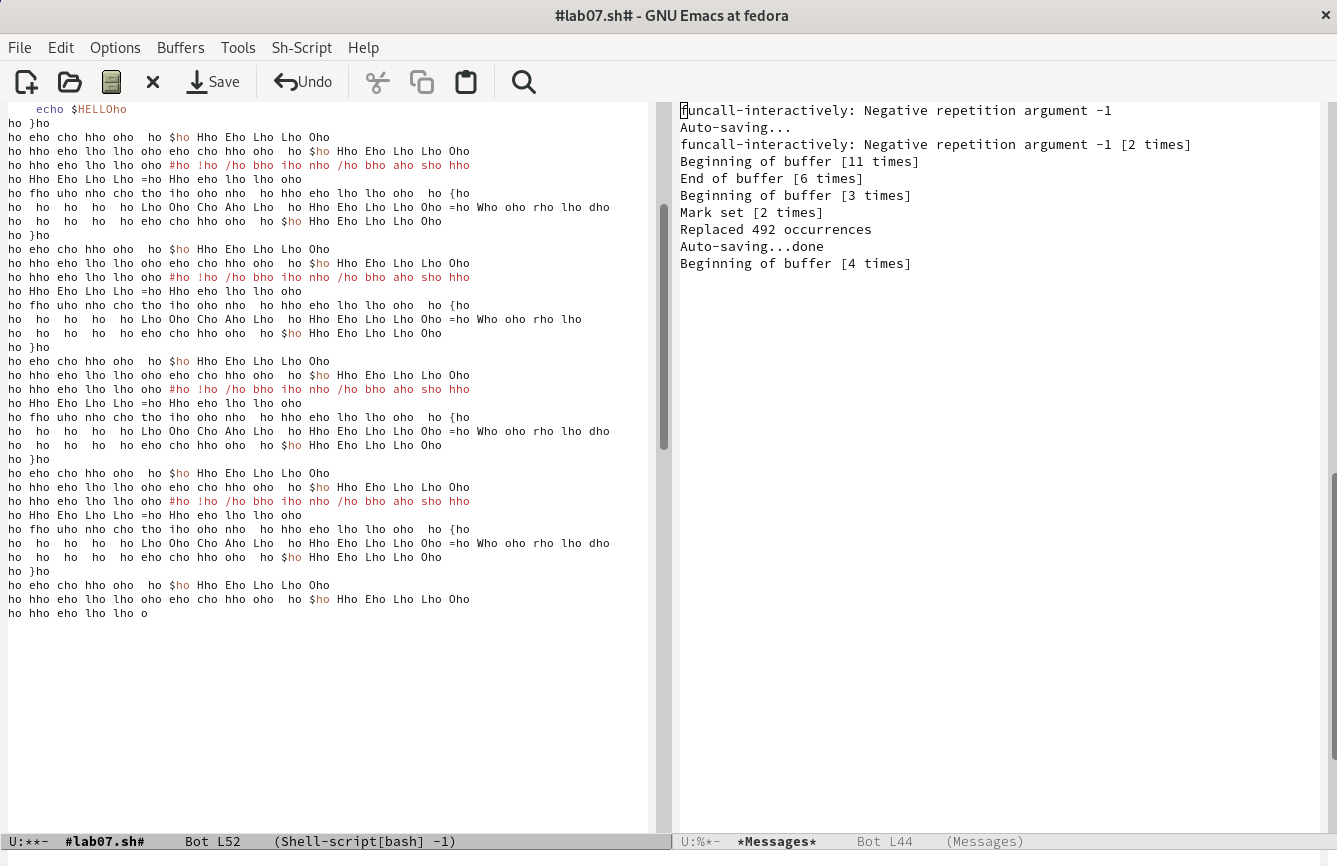 #lab07.sh# - GNU Emacs at fedora
File Edit Options Buffers Tools Sh-Script Help
Save Undo
    echo $HELLOho
ho }ho
ho eho cho hho oho  ho $ho Hho Eho Lho Lho Oho
ho hho eho lho lho oho eho cho hho oho  ho $ho Hho Eho Lho Lho Oho
ho hho eho lho lho oho #ho !ho /ho bho iho nho /ho bho aho sho hho
ho Hho Eho Lho Lho =ho Hho eho lho lho oho
ho fho uho nho cho tho iho oho nho  ho hho eho lho lho oho  ho {ho
ho  ho  ho  ho  ho Lho Oho Cho Aho Lho  ho Hho Eho Lho Lho Oho =ho Who oho rho lho dho
ho  ho  ho  ho  ho eho cho hho oho  ho $ho Hho Eho Lho Lho Oho
ho }ho
ho eho cho hho oho  ho $ho Hho Eho Lho Lho Oho
ho hho eho lho lho oho eho cho hho oho  ho $ho Hho Eho Lho Lho Oho
ho hho eho lho lho oho #ho !ho /ho bho iho nho /ho bho aho sho hho
ho Hho Eho Lho Lho =ho Hho eho lho lho oho
ho fho uho nho cho tho iho oho nho  ho hho eho lho lho oho  ho {ho
ho  ho  ho  ho  ho Lho Oho Cho Aho Lho  ho Hho Eho Lho Lho Oho =ho Who oho rho lho
ho  ho  ho  ho  ho eho cho hho oho  ho $ho Hho Eho Lho Lho Oho
ho }ho
ho eho cho hho oho  ho $ho Hho Eho Lho Lho Oho
ho hho eho lho lho oho eho cho hho oho  ho $ho Hho Eho Lho Lho Oho
ho hho eho lho lho oho #ho !ho /ho bho iho nho /ho bho aho sho hho
ho Hho Eho Lho Lho =ho Hho eho lho lho oho
ho fho uho nho cho tho iho oho nho  ho hho eho lho lho oho  ho {ho
ho  ho  ho  ho  ho Lho Oho Cho Aho Lho  ho Hho Eho Lho Lho Oho =ho Who oho rho lho dho
ho  ho  ho  ho  ho eho cho hho oho  ho $ho Hho Eho Lho Lho Oho
ho }ho
ho eho cho hho oho  ho $ho Hho Eho Lho Lho Oho
ho hho eho lho lho oho eho cho hho oho  ho $ho Hho Eho Lho Lho Oho
ho hho eho lho lho oho #ho !ho /ho bho iho nho /ho bho aho sho hho
ho Hho Eho Lho Lho =ho Hho eho lho lho oho
ho fho uho nho cho tho iho oho nho  ho hho eho lho lho oho  ho {ho
ho  ho  ho  ho  ho Lho Oho Cho Aho Lho  ho Hho Eho Lho Lho Oho =ho Who oho rho lho dho
ho  ho  ho  ho  ho eho cho hho oho  ho $ho Hho Eho Lho Lho Oho
ho }ho
ho eho cho hho oho  ho $ho Hho Eho Lho Lho Oho
ho hho eho lho lho oho eho cho hho oho  ho $ho Hho Eho Lho Lho Oho
ho hho eho lho lho o
U:**-  #lab07.sh#     Bot L52    (Shell-script[bash] -1)
funcall-interactively: Negative repetition argument -1
Auto-saving...
funcall-interactively: Negative repetition argument -1 [2 times]
Beginning of buffer [11 times]
End of buffer [6 times]
Beginning of buffer [3 times]
Mark set [2 times]
Replaced 492 occurrences
Auto-saving...done
Beginning of buffer [4 times]
U:%*-  *Messages*     Bot L44    (Messages)